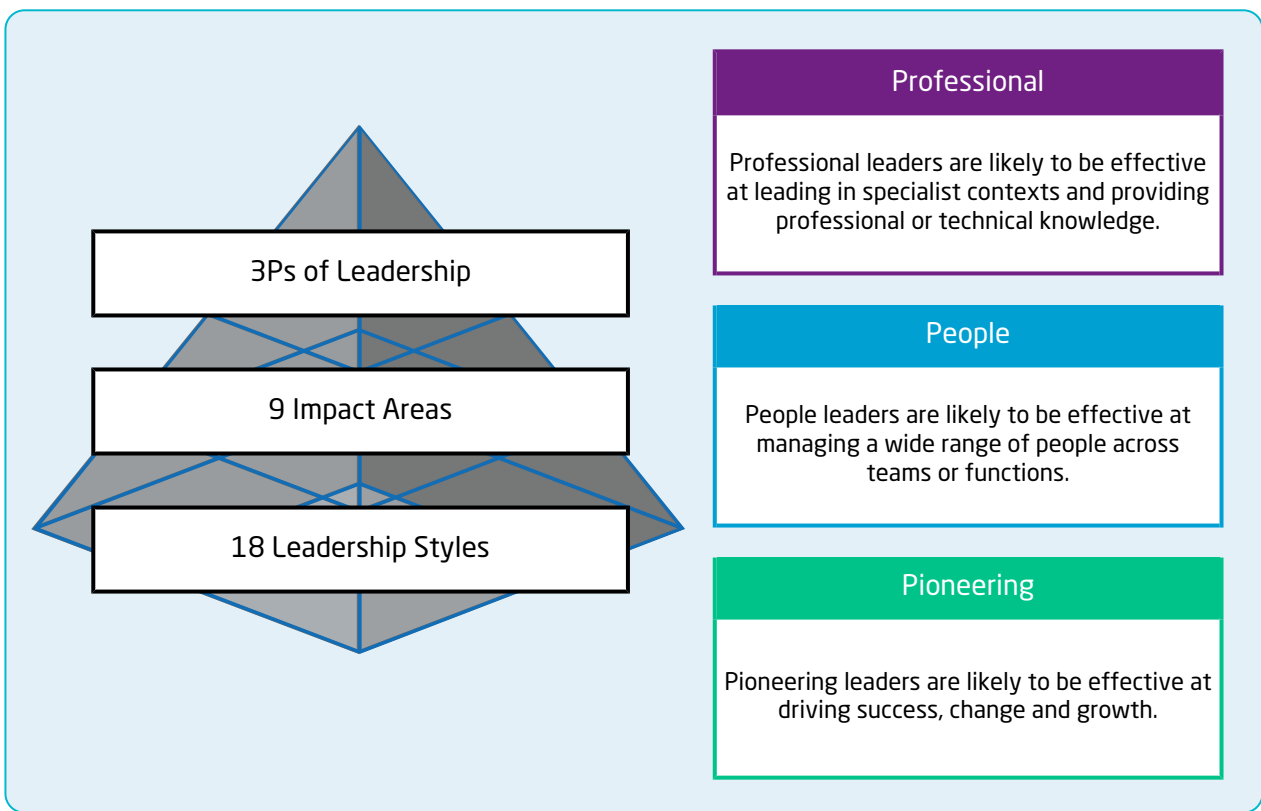 3Ps of Leadership
9 Impact Areas
18 Leadership Styles
Professional
Professional leaders are likely to be effective
at leading in specialist contexts and providing
professional or technical knowledge.
People
People leaders are likely to be effective at
managing a wide range of people across
teams or functions.
Pioneering
Pioneering leaders are likely to be effective at
driving success, change and growth.